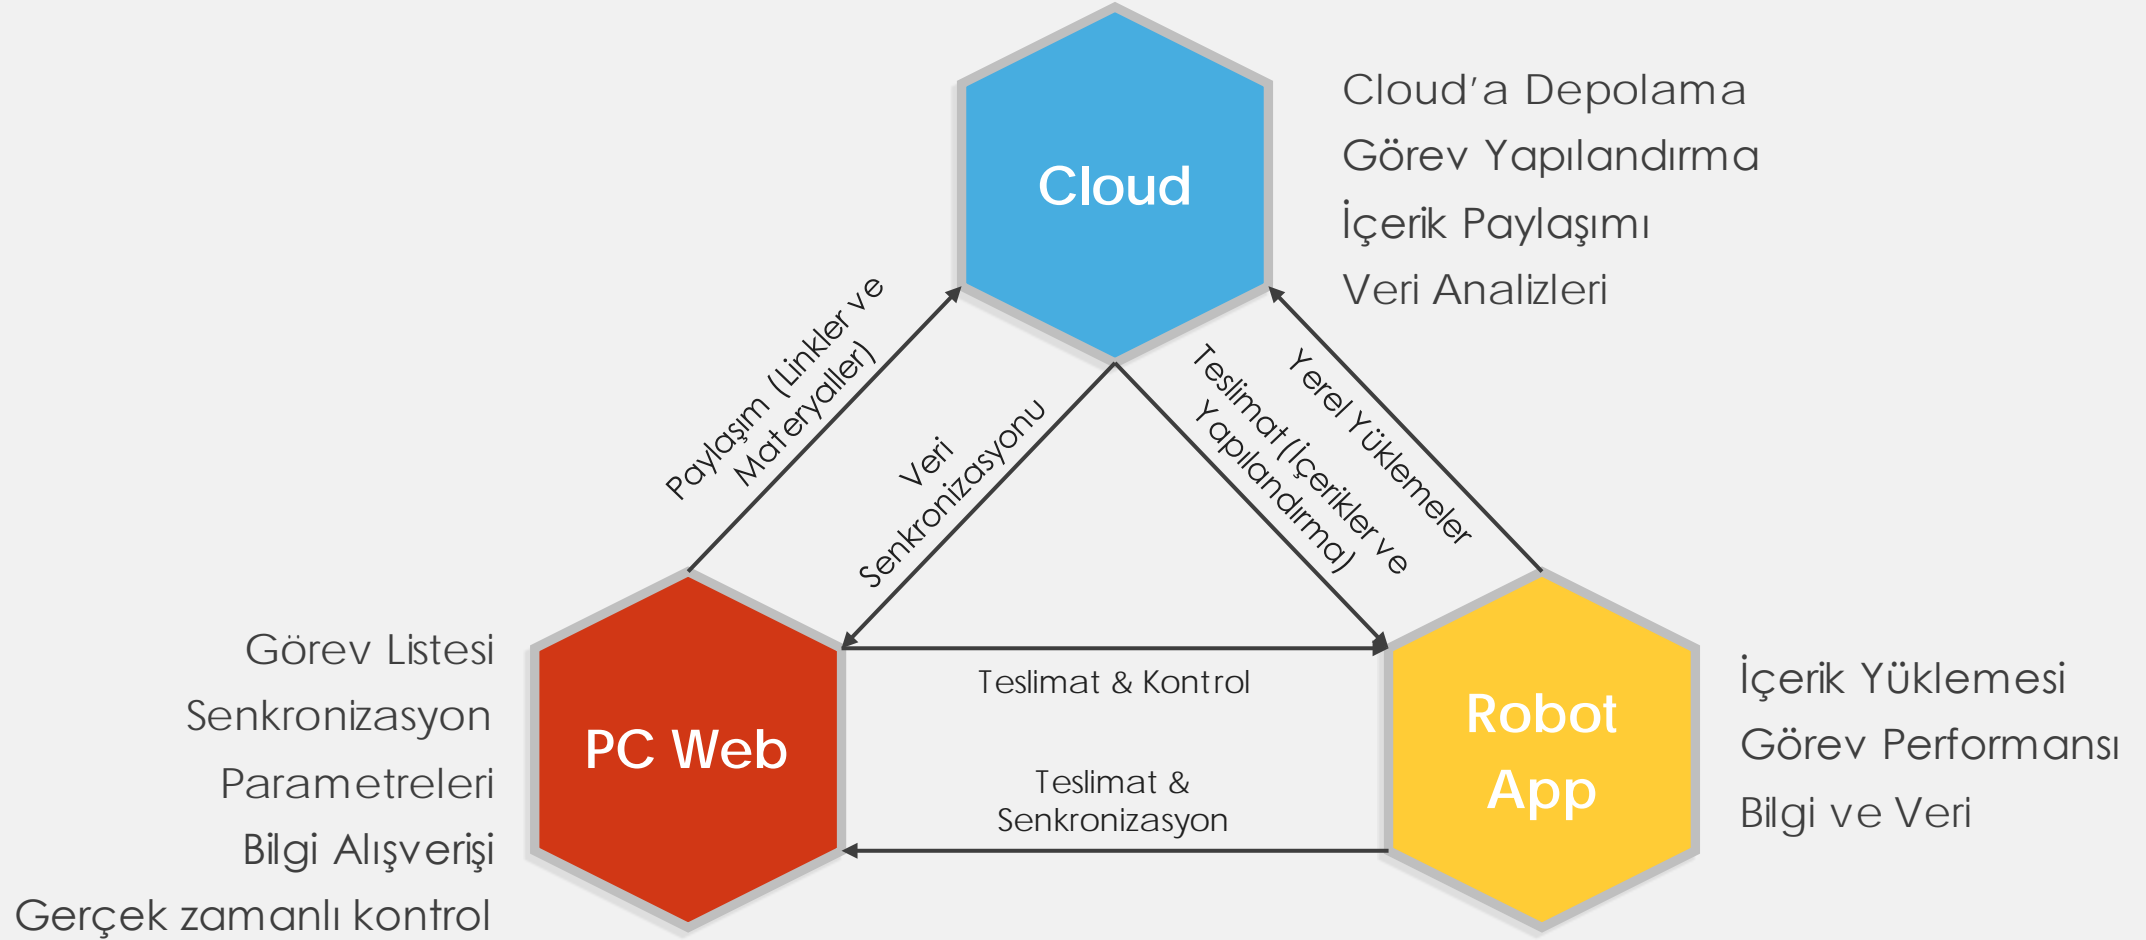 Cloud
Cloud'a Depolama
Görev Yapılandırma
İçerik Paylaşımı
Veri Analizleri
Paylaşım (Linkler ve
Materyaller)
Veri
Senkronizasyonu
Teslimat(İçerikler ve
Yapılandırma)
Yerel Yüklemeler
Görev Listesi
Senkronizasyon
Parametreleri
Bilgi Alışverişi
Gerçek zamanlı kontrol
PC Web
Teslimat & Kontrol
Teslimat &
Senkronizasyon
Robot
App
İçerik Yüklemesi
Görev Performansı
Bilgi ve Veri